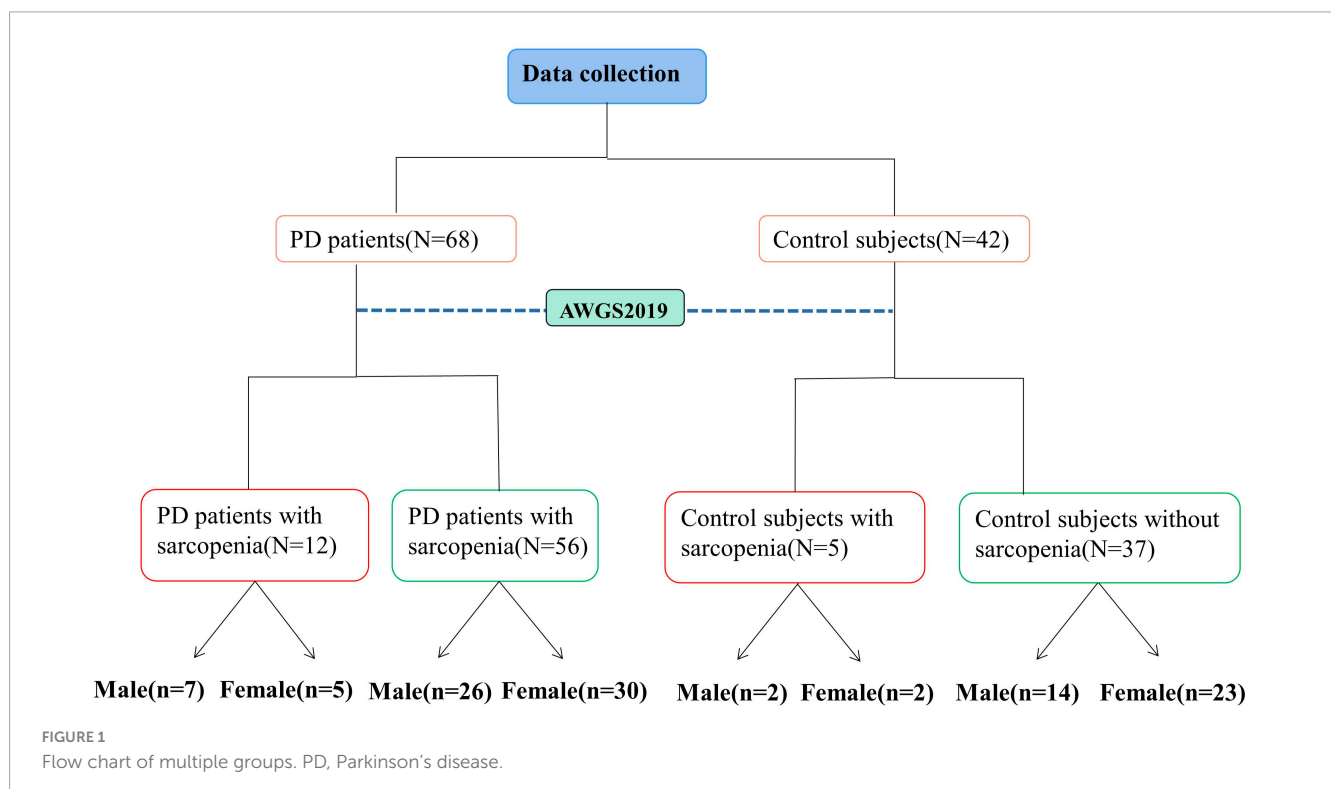 Data collection
PD patients(N=68)
Control subjects(N=42)
AWGS2019
PD patients with
sarcopenia(N=12)
PD patients with
sarcopenia(N=56)
Control subjects with
sarcopenia(N=5)
Control subjects without
sarcopenia(N=37)
Male(n=7)
Female(n=5)
Male(n=26)
Female(n=30)
Male(n=2)
Female(n=2)
Male(n=14)
Female(n=23)
FIGURE 1
Flow chart of multiple groups. PD, Parkinson's disease.